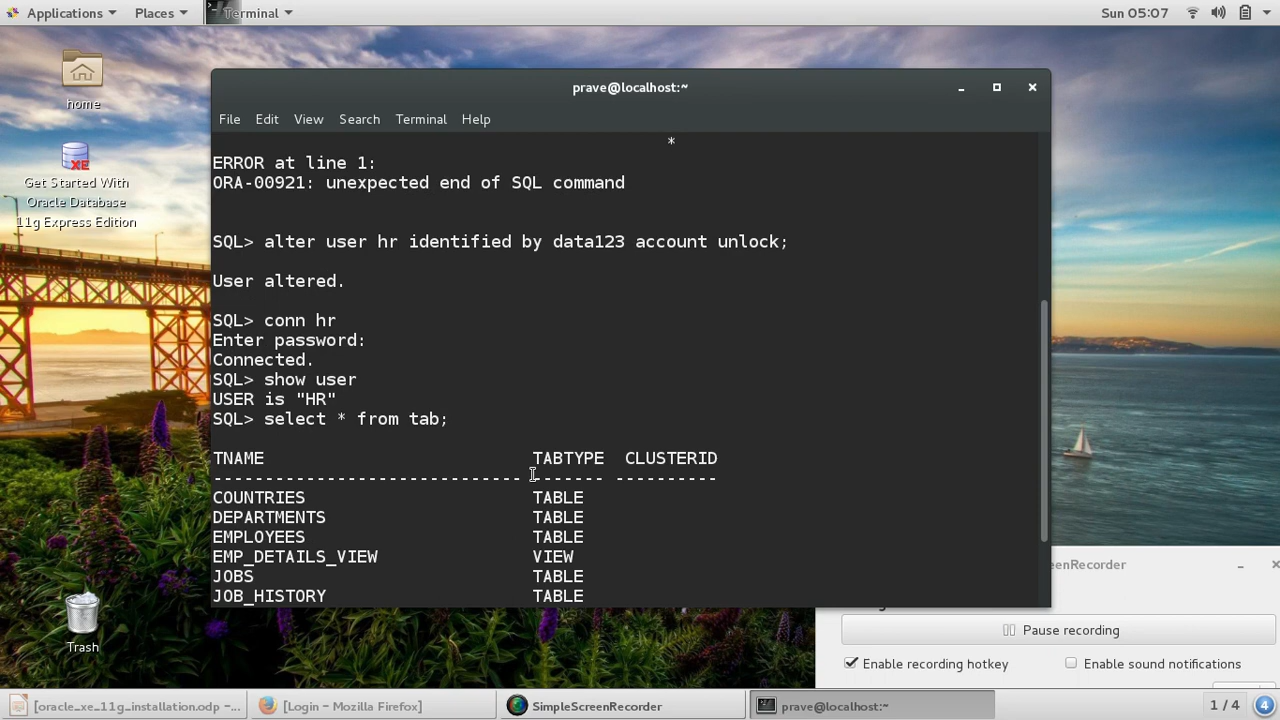 Applications Places Terminal Sun 05:07
home
XE
Get Started With
Oracle Database
11g Express Edition
Trash
prave@localhost:~
File Edit View Search Terminal Help
*
ERROR at line 1:
ORA-00921: unexpected end of SQL command
SQL> alter user hr identified by data123 account unlock;
User altered.
SQL> conn hr
Enter password:
Connected.
SQL> show user
USER is "HR"
SQL> select * from tab;
TNAME TABTYPE CLUSTERID
------------------------------ ------- ----------
COUNTRIES TABLE
DEPARTMENTS TABLE
EMPLOYEES TABLE
EMP_DETAILS_VIEW VIEW
JOBS TABLE
JOB_HISTORY TABLE
eenRecorder
Pause recording
Enable recording hotkey Enable sound notifications
[oracle_xe_11g_installation.odp –... [Login – Mozilla Firefox] SimpleScreenRecorder prave@localhost:~ 1 / 4 4